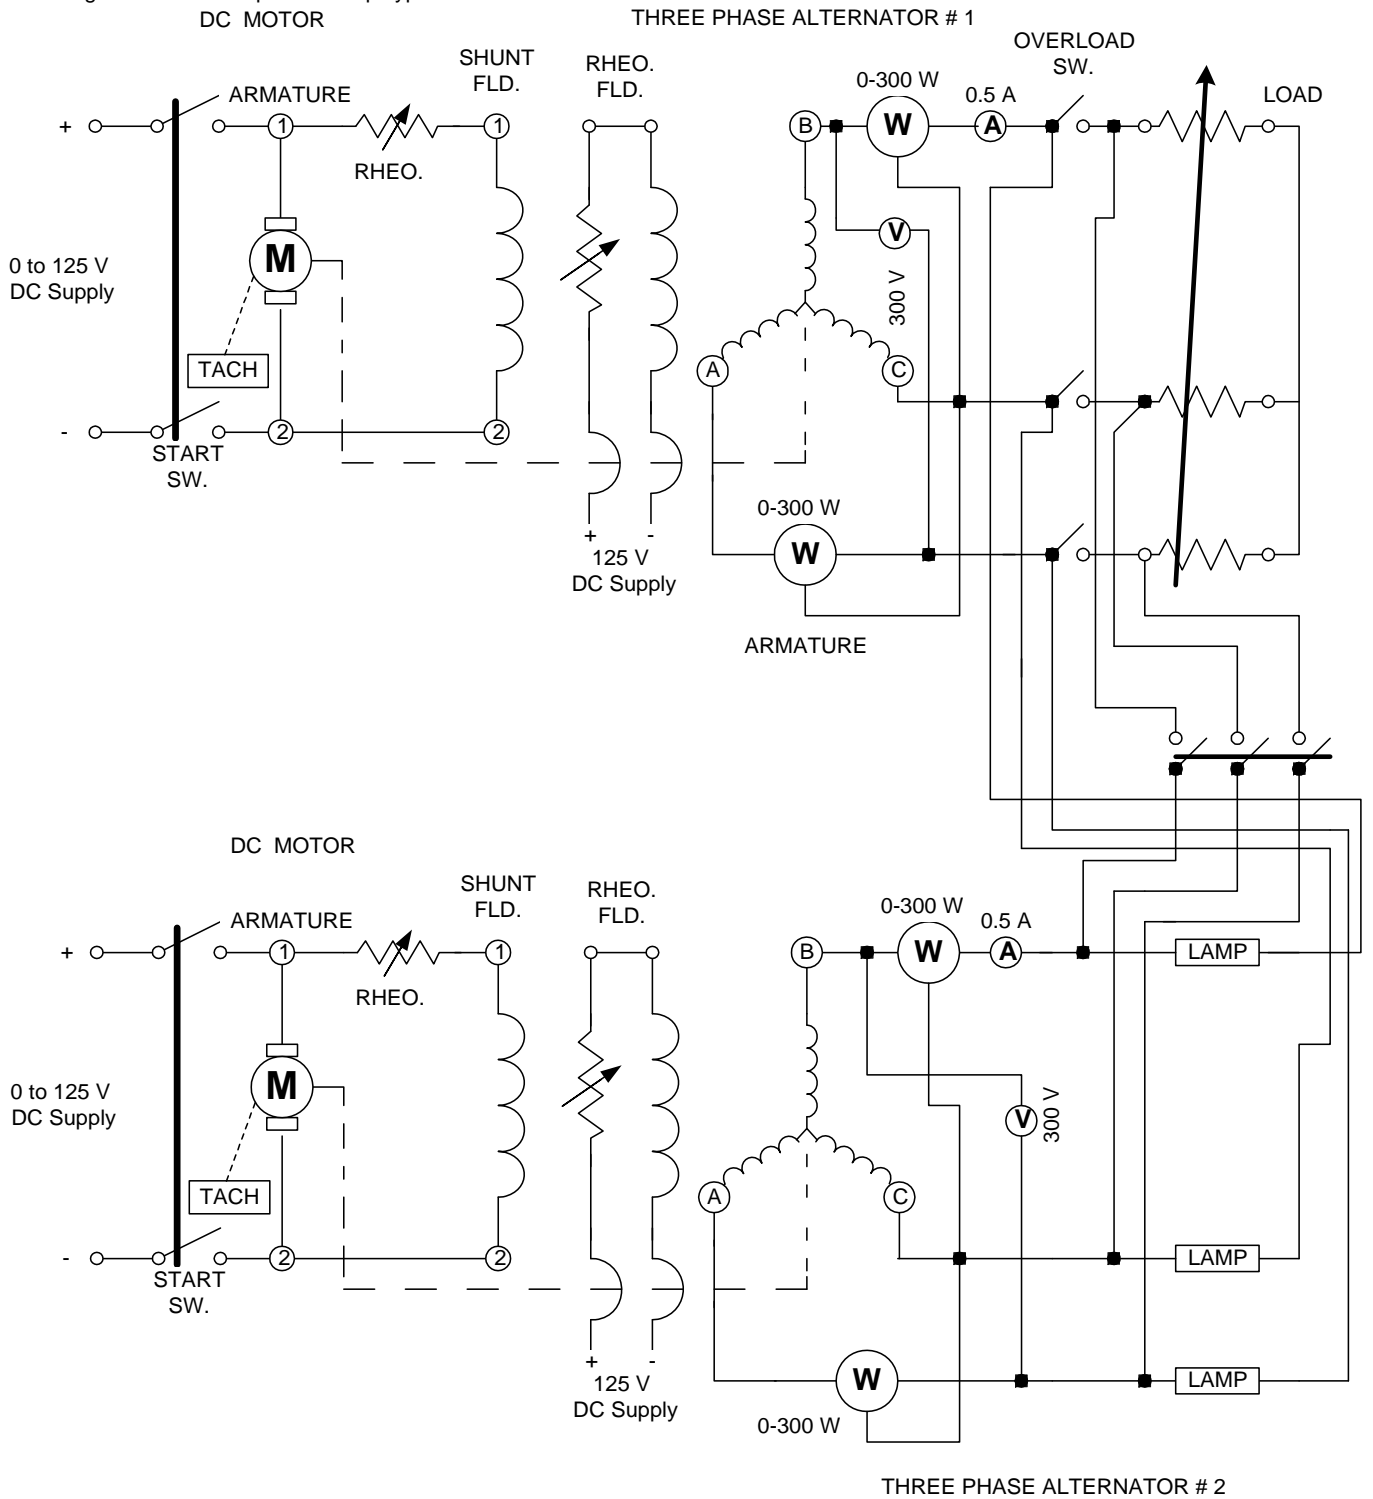 DC MOTOR
THREE PHASE ALTERNATOR # 1
OVERLOAD
SW.
SHUNT
FLD.
RHEO.
FLD.
0-300 W
0.5 A
LOAD
ARMATURE
+
1
1
B
W
A
RHEO.
V
300 V
M
0 to 125 V
DC Supply
TACH
A
C
-
2
2
START
SW.
0-300 W
+
-
125 V
DC Supply
W
ARMATURE
DC MOTOR
SHUNT
FLD.
RHEO.
FLD.
0-300 W
0.5 A
ARMATURE
+
1
1
B
W
A
LAMP
RHEO.
M
0 to 125 V
DC Supply
V
300 V
TACH
A
C
-
2
2
LAMP
START
SW.
+
-
125 V
DC Supply
W
LAMP
0-300 W
THREE PHASE ALTERNATOR # 2